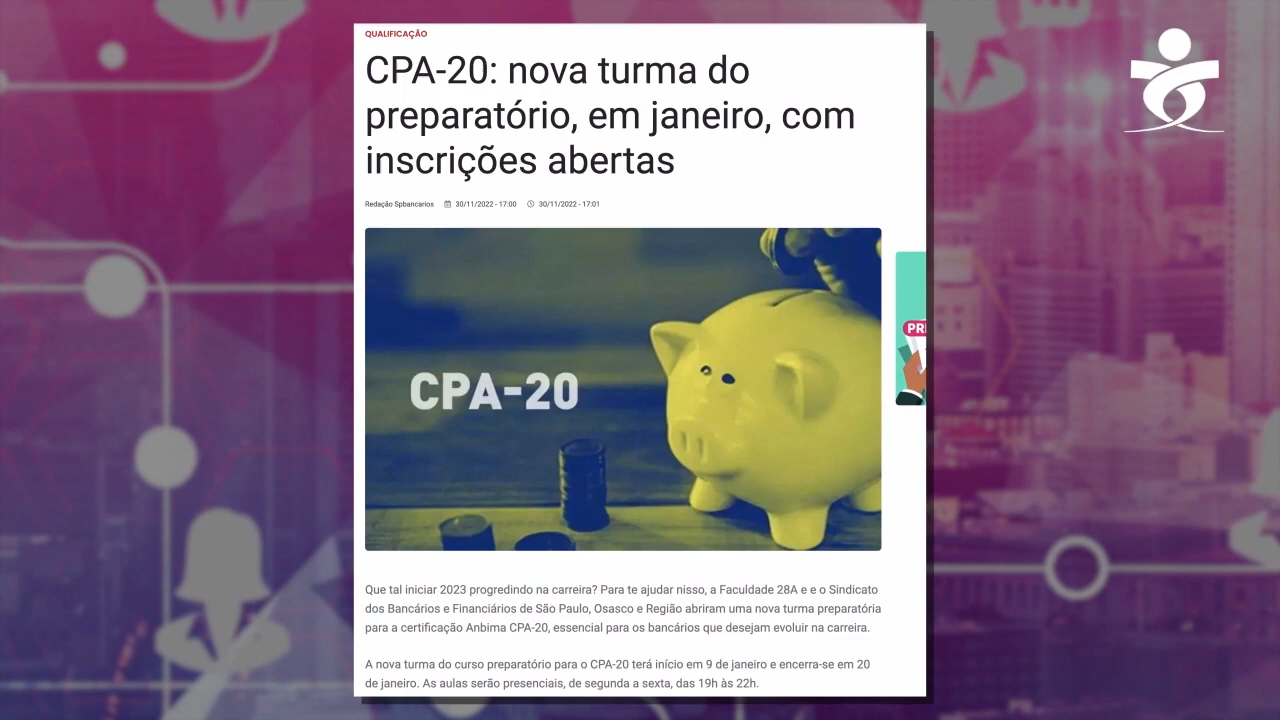 QUALIFICAÇÃO
CPA-20: nova turma do
preparatório, em janeiro, com
inscrições abertas
Redação Spbancarios 30/11/2022 - 17:00 30/11/2022 - 17:01
CPA-20
PRE
Que tal iniciar 2023 progredindo na carreira? Para te ajudar nisso, a Faculdade 28A e e o Sindicato
dos Bancários e Financiários de São Paulo, Osasco e Região abriram uma nova turma preparatória
para a certificação Anbima CPA-20, essencial para os bancários que desejam evoluir na carreira.
A nova turma do curso preparatório para o CPA-20 terá início em 9 de janeiro e encerra-se em 20
de janeiro. As aulas serão presenciais, de segunda a sexta, das 19h às 22h.